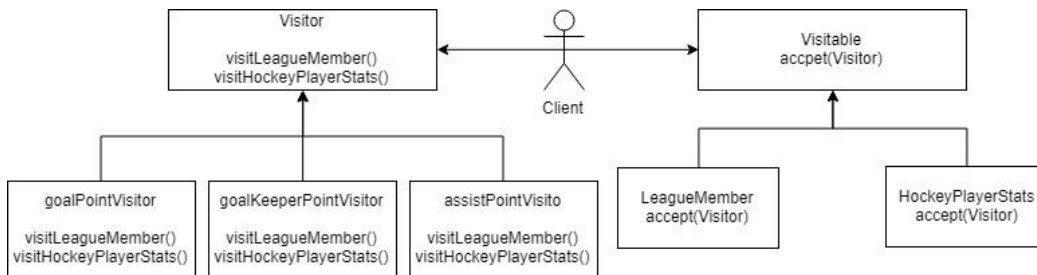 Visitor
visitLeagueMember()
visitHockeyPlayerStats()
Client
Visitable
accpet(Visitor)
goalPointVisitor
visitLeagueMember()
visitHockeyPlayerStats()
goalKeeperPointVisitor
visitLeagueMember()
visitHockeyPlayerStats()
assistPointVisito
visitLeagueMember()
visitHockeyPlayerStats()
LeagueMember
accept(Visitor)
HockeyPlayerStats
accept(Visitor)